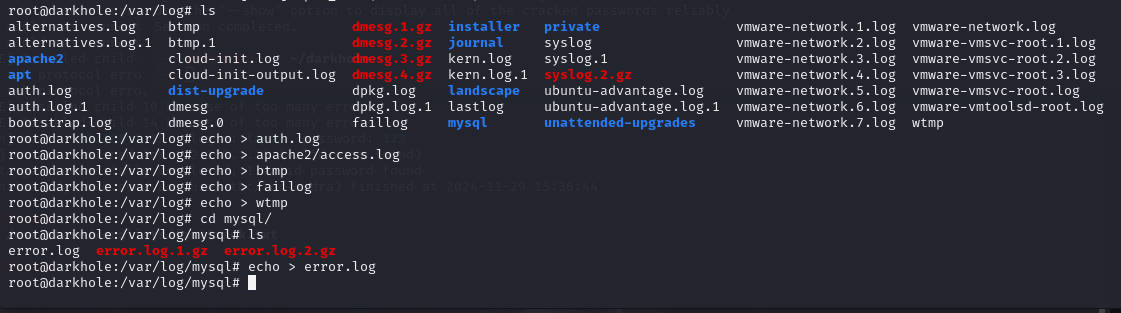 root@darkhole:/var/log# ls
alternatives.log btmp dmesg.1.gz installer private vmware-network.1.log vmware-network.log
alternatives.log.1 btmp.1 dmesg.2.gz journal syslog vmware-network.2.log vmware-vmsvc-root.1.log
apache2 cloud-init.log dmesg.3.gz kern.log syslog.1 vmware-network.3.log vmware-vmsvc-root.2.log
apt cloud-init-output.log dmesg.4.gz kern.log.1 syslog.2.gz vmware-network.4.log vmware-vmsvc-root.3.log
auth.log dist-upgrade dpkg.log landscape ubuntu-advantage.log vmware-network.5.log vmware-vmsvc-root.log
auth.log.1 dmesg dpkg.log.1 lastlog ubuntu-advantage.log.1 vmware-network.6.log vmware-vmtoolsd-root.log
bootstrap.log dmesg.0 faillog mysql unattended-upgrades vmware-network.7.log wtmp
root@darkhole:/var/log# echo > auth.log
root@darkhole:/var/log# echo > apache2/access.log
root@darkhole:/var/log# echo > btmp
root@darkhole:/var/log# echo > faillog
root@darkhole:/var/log# echo > wtmp
root@darkhole:/var/log# cd mysql/
root@darkhole:/var/log/mysql# ls
error.log error.log.1.gz error.log.2.gz
root@darkhole:/var/log/mysql# echo > error.log
root@darkhole:/var/log/mysql#